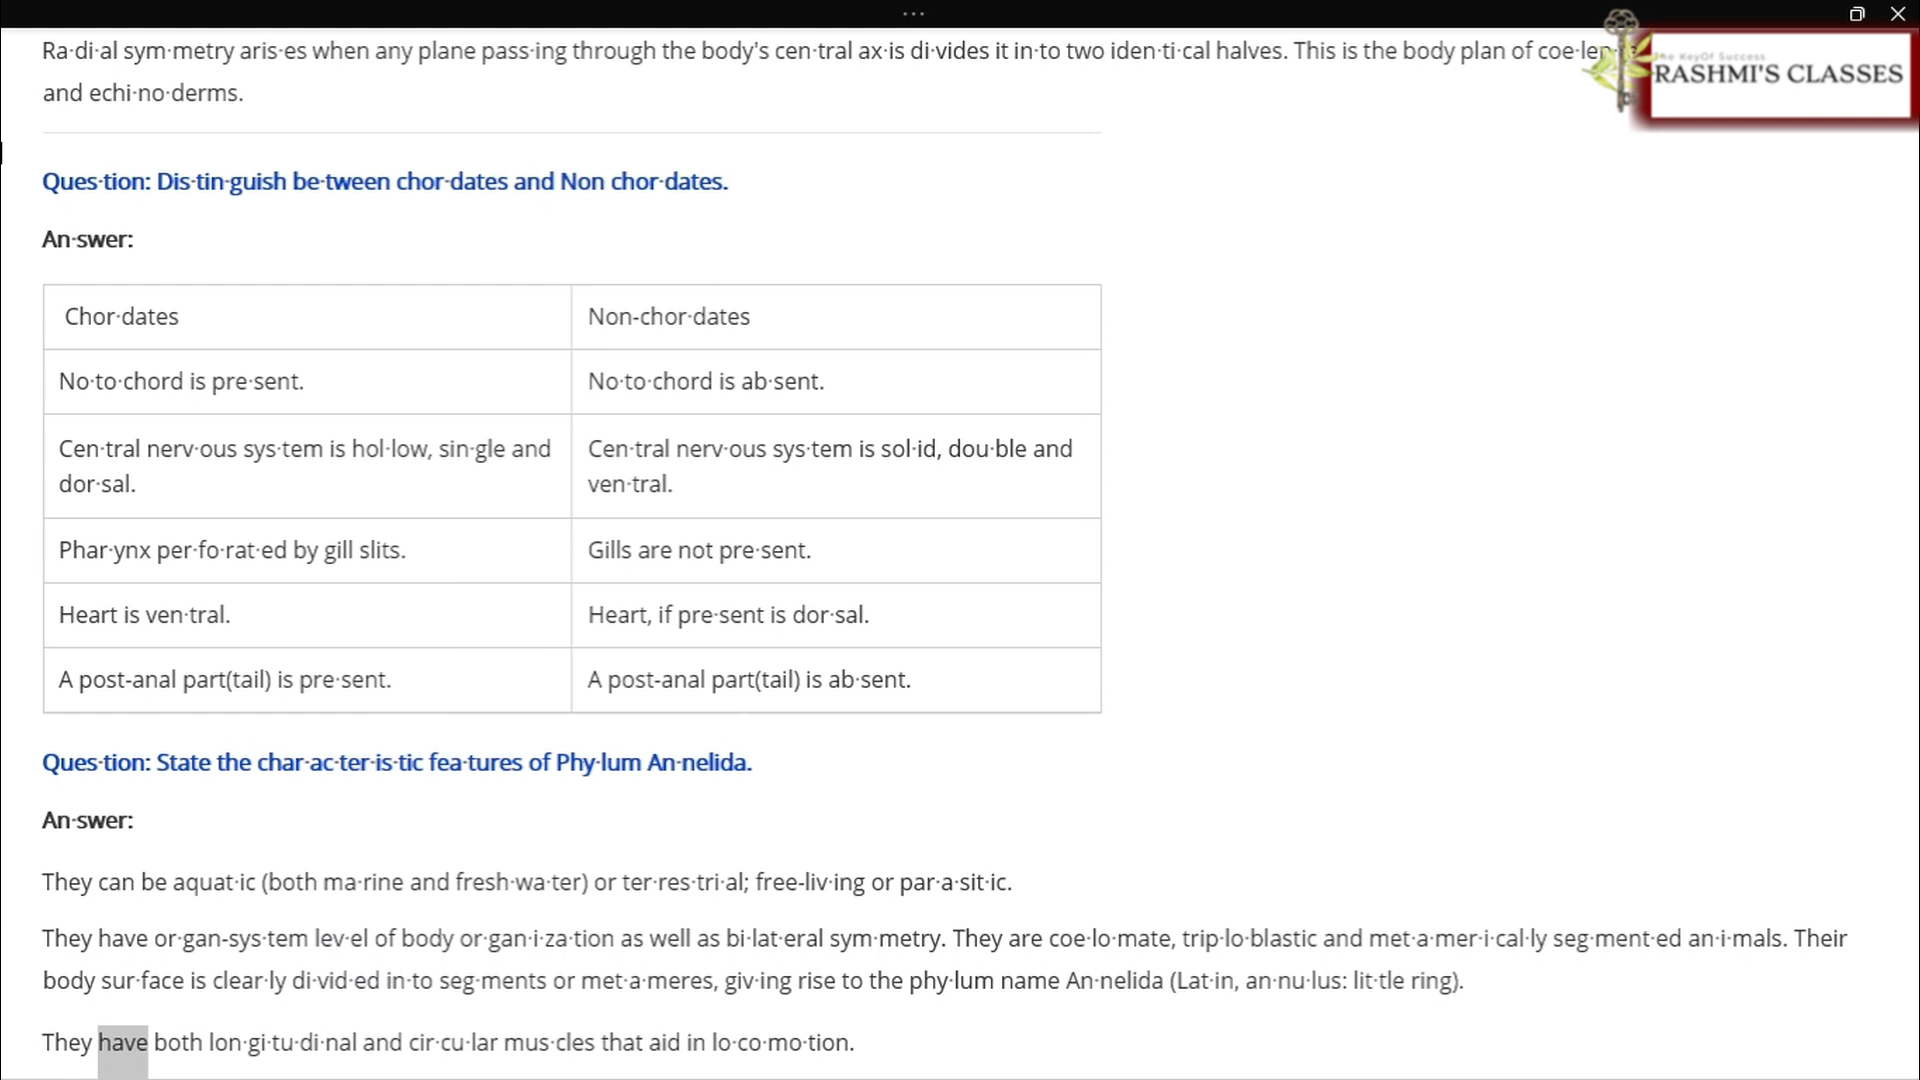 Ra·di·al sym·metry aris·es when any plane pass·ing through the body's cen·tral ax·is di·vides it in·to two iden·ti·cal halves. This is the body plan of
and echi·no·derms.
The KeyOf Success
RASHMI'S CLASSES
Ques·tion: Dis·tin·guish be·tween chor·dates and Non chor·dates.
An·swer:
Chor·dates
Non-chor·dates
No·to·chord is pre·sent.
No·to·chord is ab·sent.
Cen·tral nerv·ous sys·tem is hol·low, sin·gle and
dor·sal.
Cen·tral nerv·ous sys·tem is sol·id, dou·ble and
ven·tral.
Phar·ynx per·fo·rat·ed by gill slits.
Gills are not pre·sent.
Heart is ven·tral.
Heart, if pre·sent is dor·sal.
A post-anal part(tail) is pre·sent.
A post-anal part(tail) is ab·sent.
Ques·tion: State the char·ac·ter·is·tic fea·tures of Phy·lum An·nelida.
An·swer:
They can be aquat·ic (both ma·rine and fresh·wa·ter) or ter·res·tri·al; free-liv·ing or par·a·sit·ic.
They have or·gan-sys·tem lev·el of body or·gan·i·za·tion as well as bi·lat·eral sym·metry. They are coe·lo·mate, trip·lo·blastic and met·a·mer·i·cal·ly seg·ment·ed an·i·mals. Their
body sur·face is clear·ly di·vid·ed in·to seg·ments or met·a·meres, giv·ing rise to the phy·lum name An·nelida (Lat·in, an·nu·lus: lit·tle ring).
They have both lon·gi·tu·di·nal and cir·cu·lar mus·cles that aid in lo·co·mo·tion.